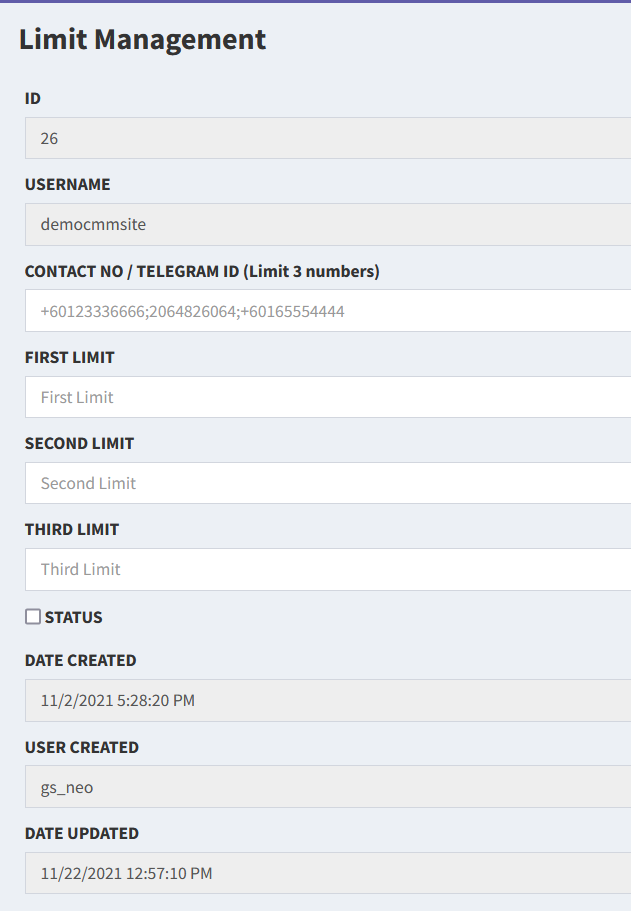 Limit Management
ID
26
USERNAME
democmmsite
CONTACT NO / TELEGRAM ID (Limit 3 numbers)
+60123336666;2064826064;+60165554444
FIRST LIMIT
First Limit
SECOND LIMIT
Second Limit
THIRD LIMIT
Third Limit
STATUS
DATE CREATED
11/2/2021 5:28:20 PM
USER CREATED
gs_neo
DATE UPDATED
11/22/2021 12:57:10 PM